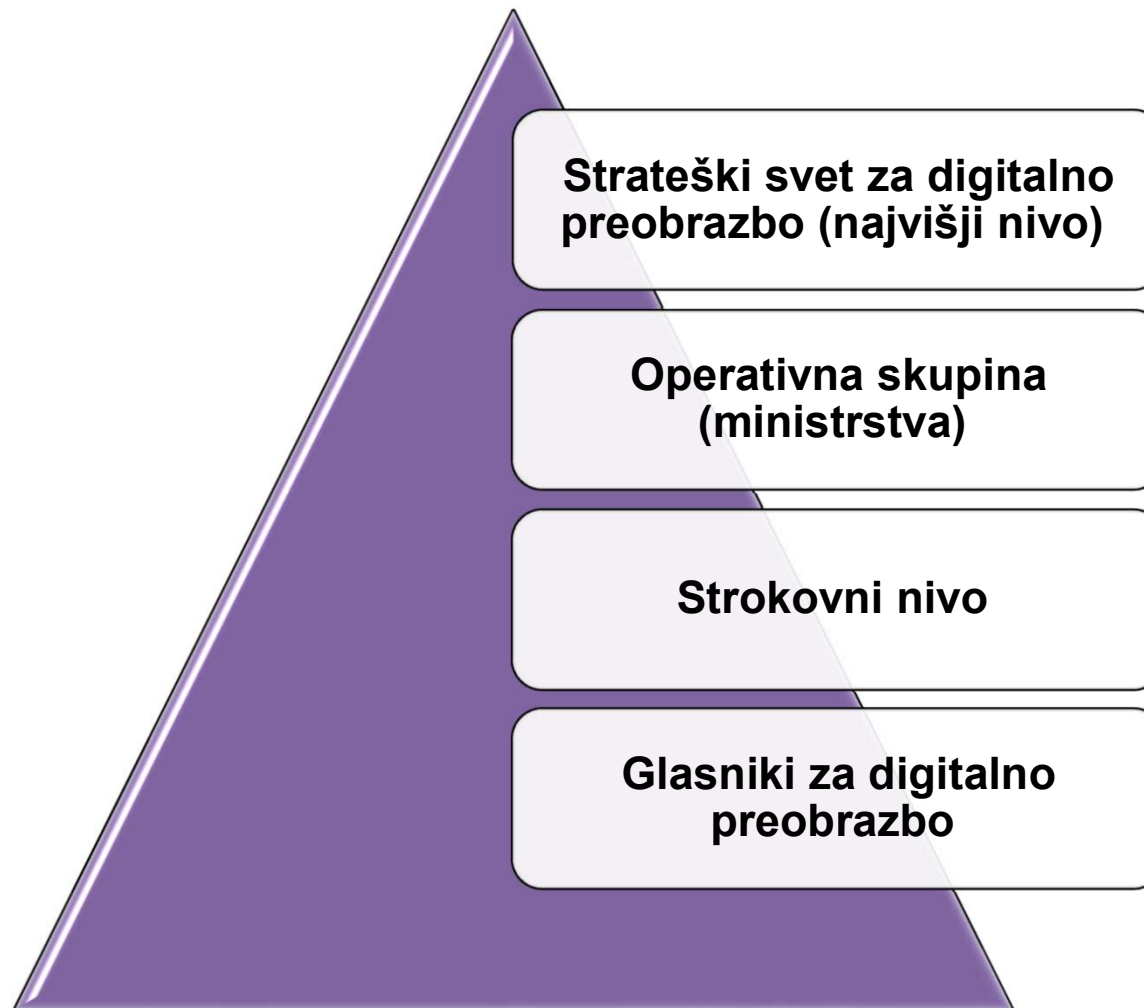 Strateški svet za digitalno
preobrazbo (najvišji nivo)
Operativna skupina
(ministrstva)
Strokovni nivo
Glasniki za digitalno
preobrazbo